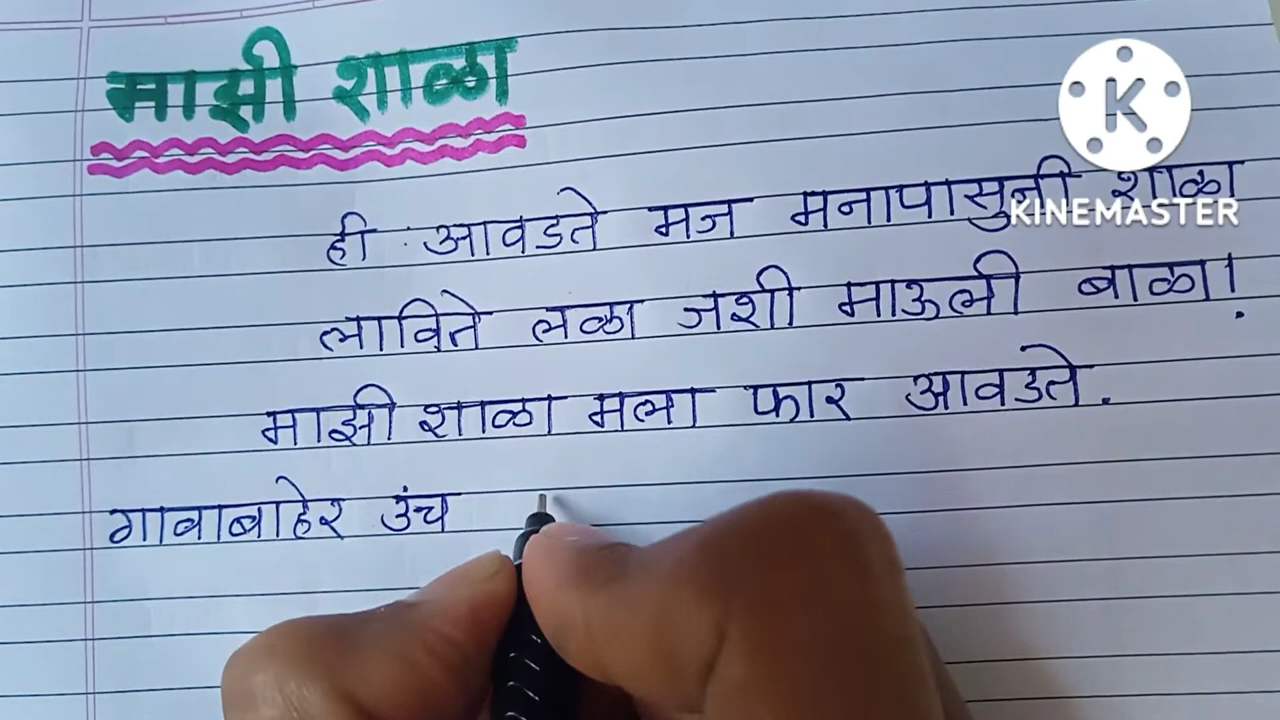 माझी शाळा
ही आवडते मज मनापासुनी शाळा
लाविते लळा जशी माऊली बाळा!
माझी शाळा मला फार आवडते.
गावाबाहेर उंच
K
KINEMASTER